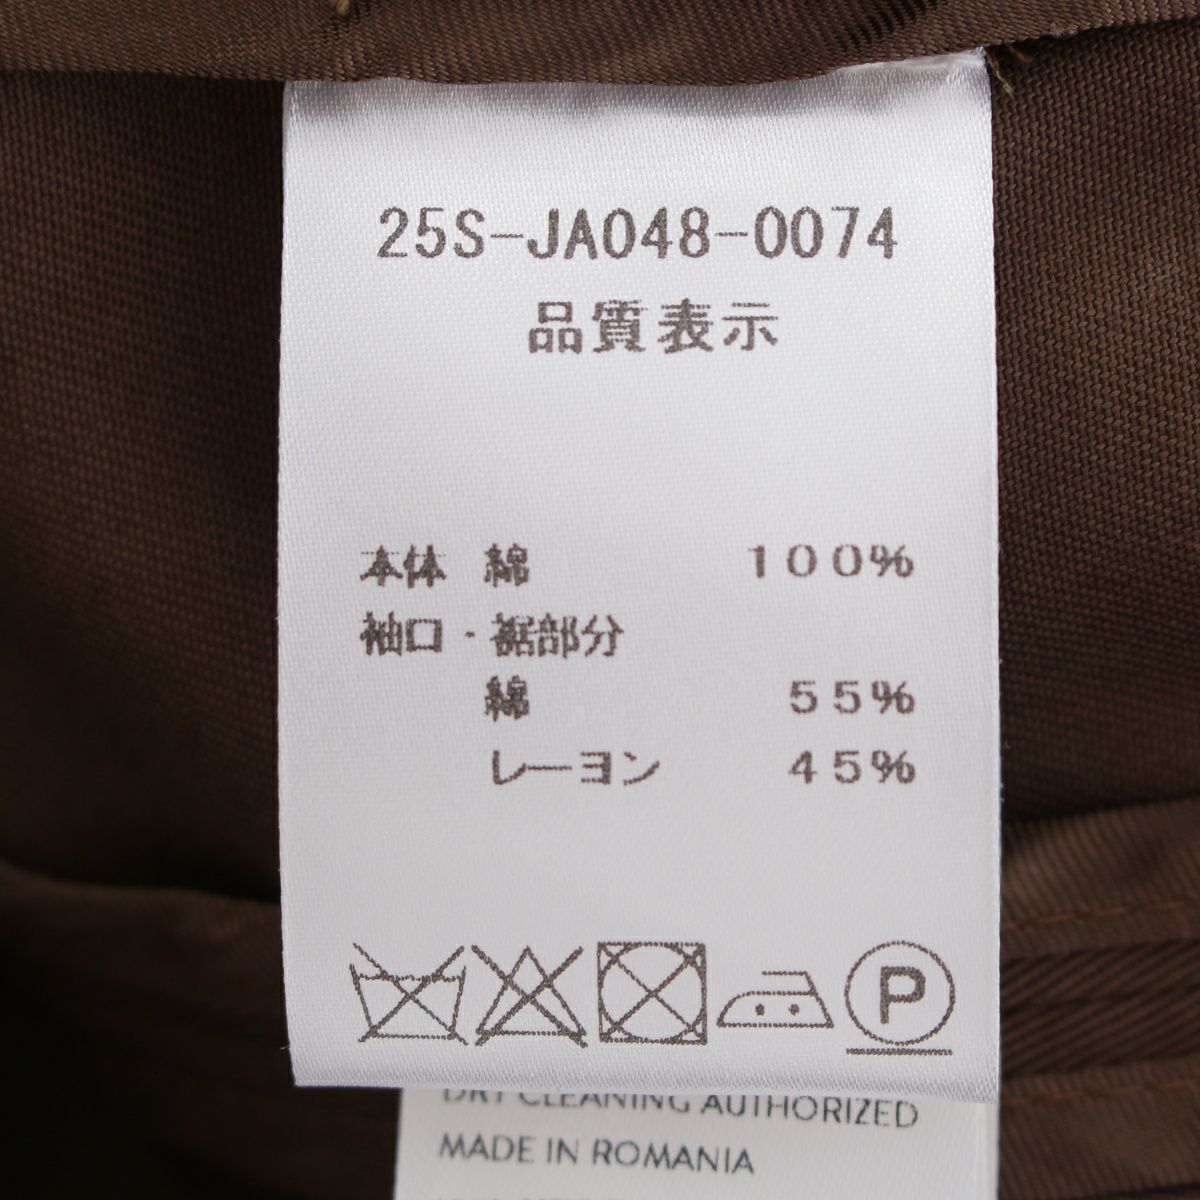 25S-JA048-0074
品質表示
本体 綿 100%
袖口・裾部分
綿 55%
レーヨン 45%
P
DRY CLEANING AUTHORIZED
MADE IN ROMANIA